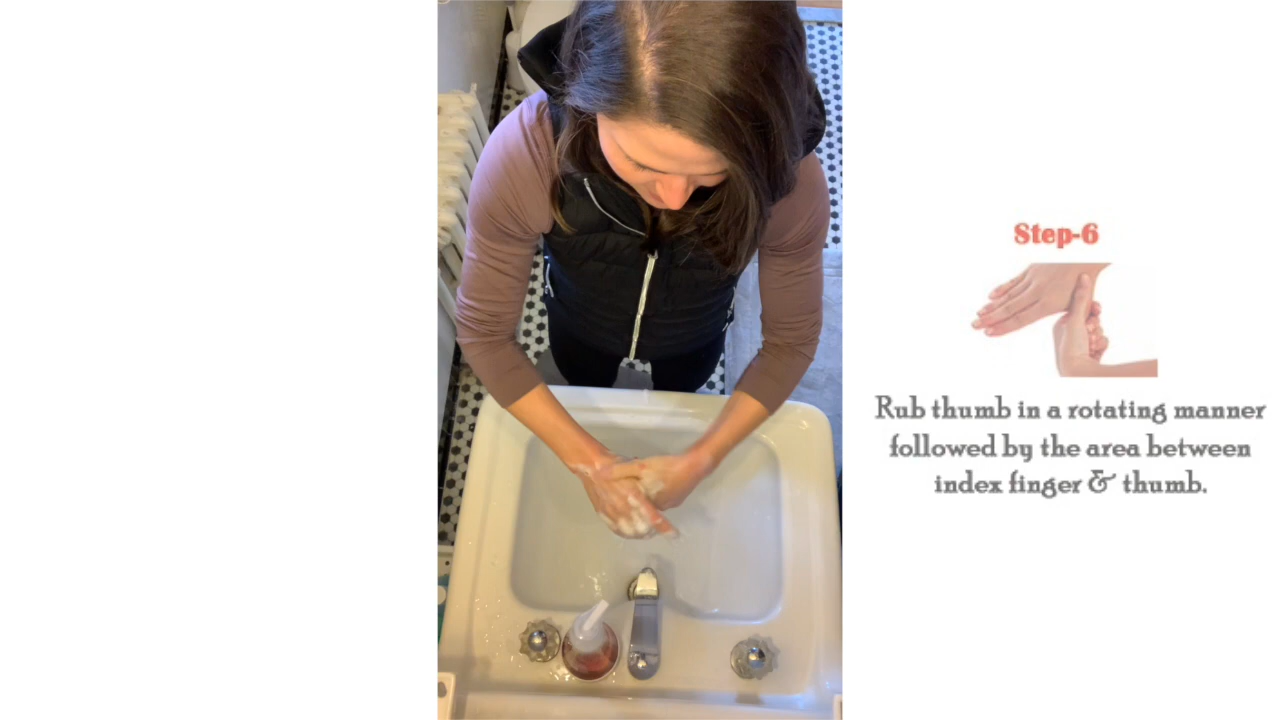 Step-6
Rub thumb in a rotating manner
followed by the area between
index finger & thumb.